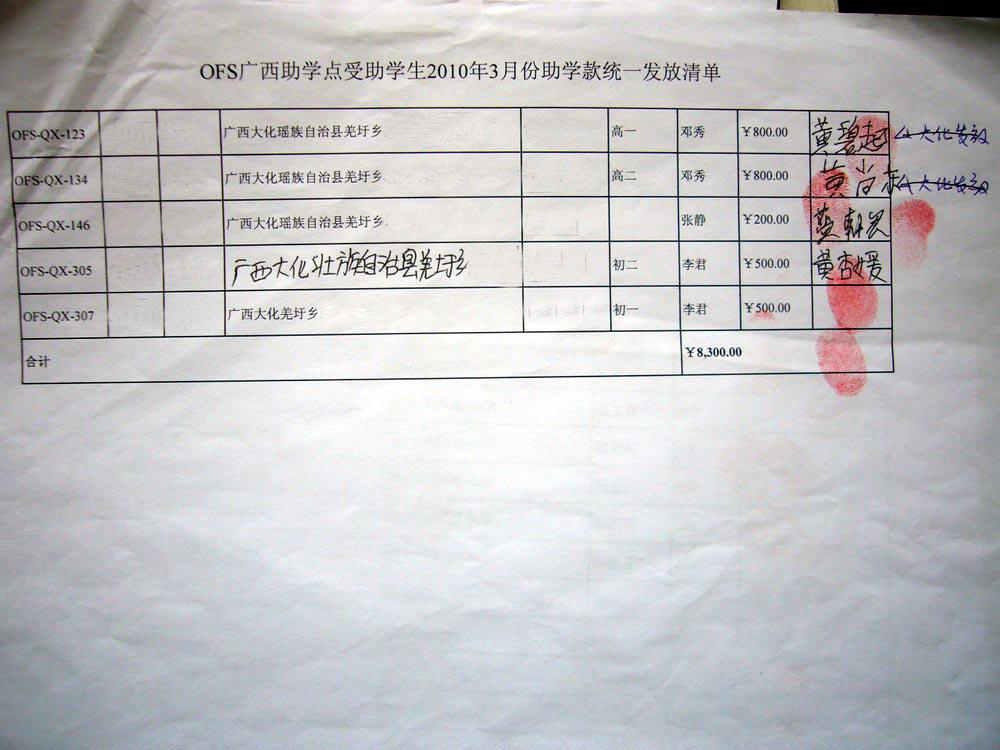 OFS广西助学点受助学生2010年3月份助学款统一发放清单
OFS-QX-123 广西大化瑶族自治县羌圩乡 高一 邓秀 ￥800.00 黄碧起
OFS-QX-134 广西大化瑶族自治县羌圩乡 高二 邓秀 ￥800.00 黄尚
OFS-QX-146 广西大化瑶族自治县羌圩乡 张静 ￥200.00
OFS-QX-305 广西大化壮族自治县羌圩乡 初二 李君 ￥500.00 黄杏媛
OFS-QX-307 广西大化羌圩乡 初一 李君 ￥500.00
合计 ￥8,300.00